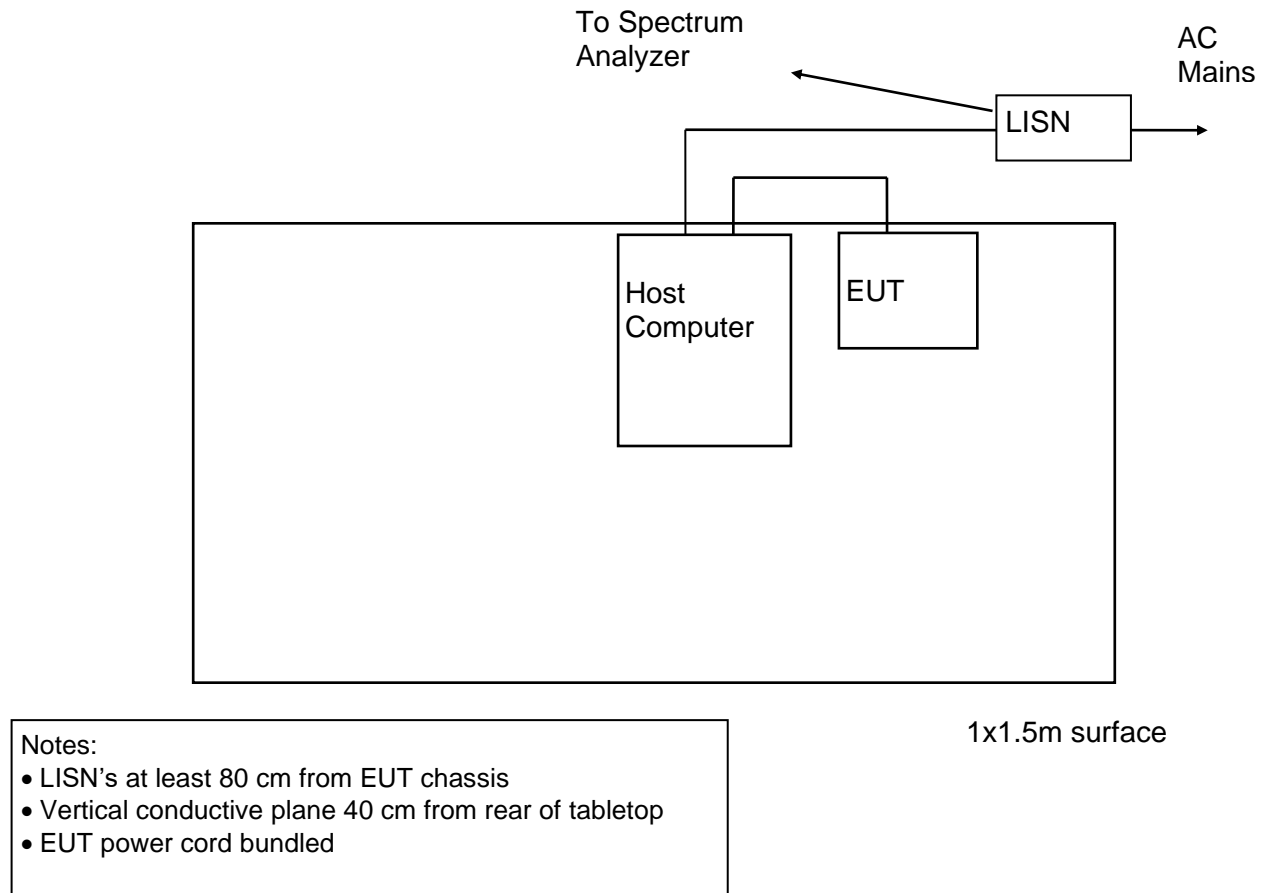 To Spectrum
Analyzer
AC
Mains
LISN
Host
Computer
EUT
1x1.5m surface
Notes:
• LISN’s at least 80 cm from EUT chassis
• Vertical conductive plane 40 cm from rear of tabletop
• EUT power cord bundled